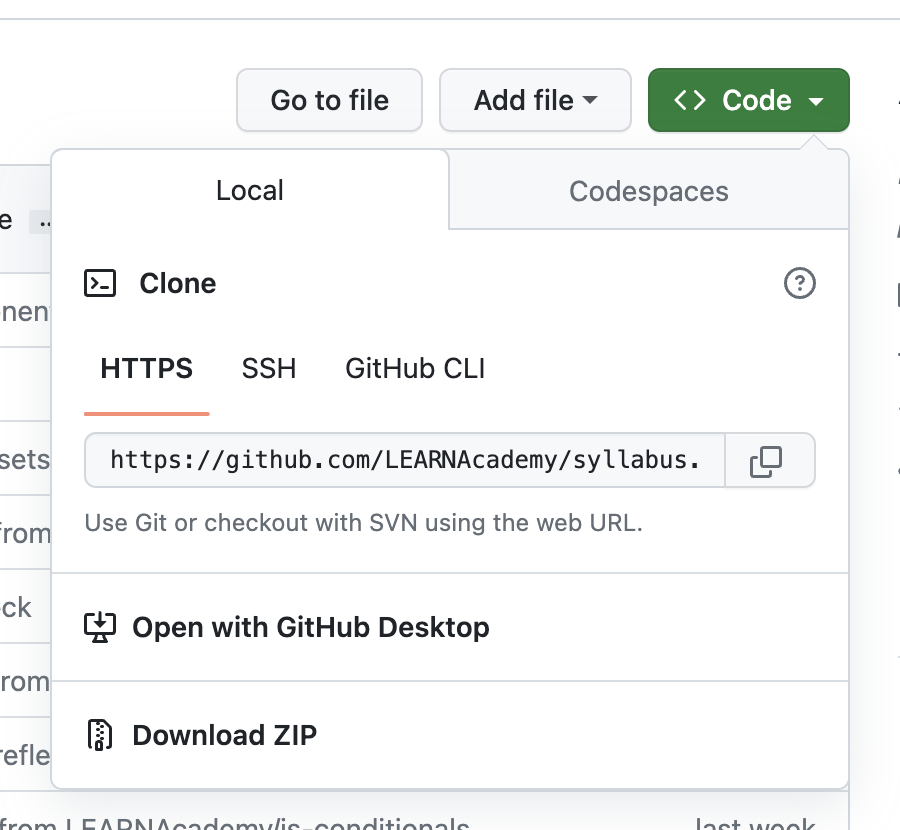 Go to file
Add file
Code
Local
Codespaces
e ..
Clone
HTTPS
SSH
GitHub CLI
sets
https://github.com/LEARNAcademy/syllabus.
from
Use Git or checkout with SVN using the web URL.
ck
Open with GitHub Desktop
rom
Download ZIP
refle
from LEARNAcademy/js-conditionals
last week